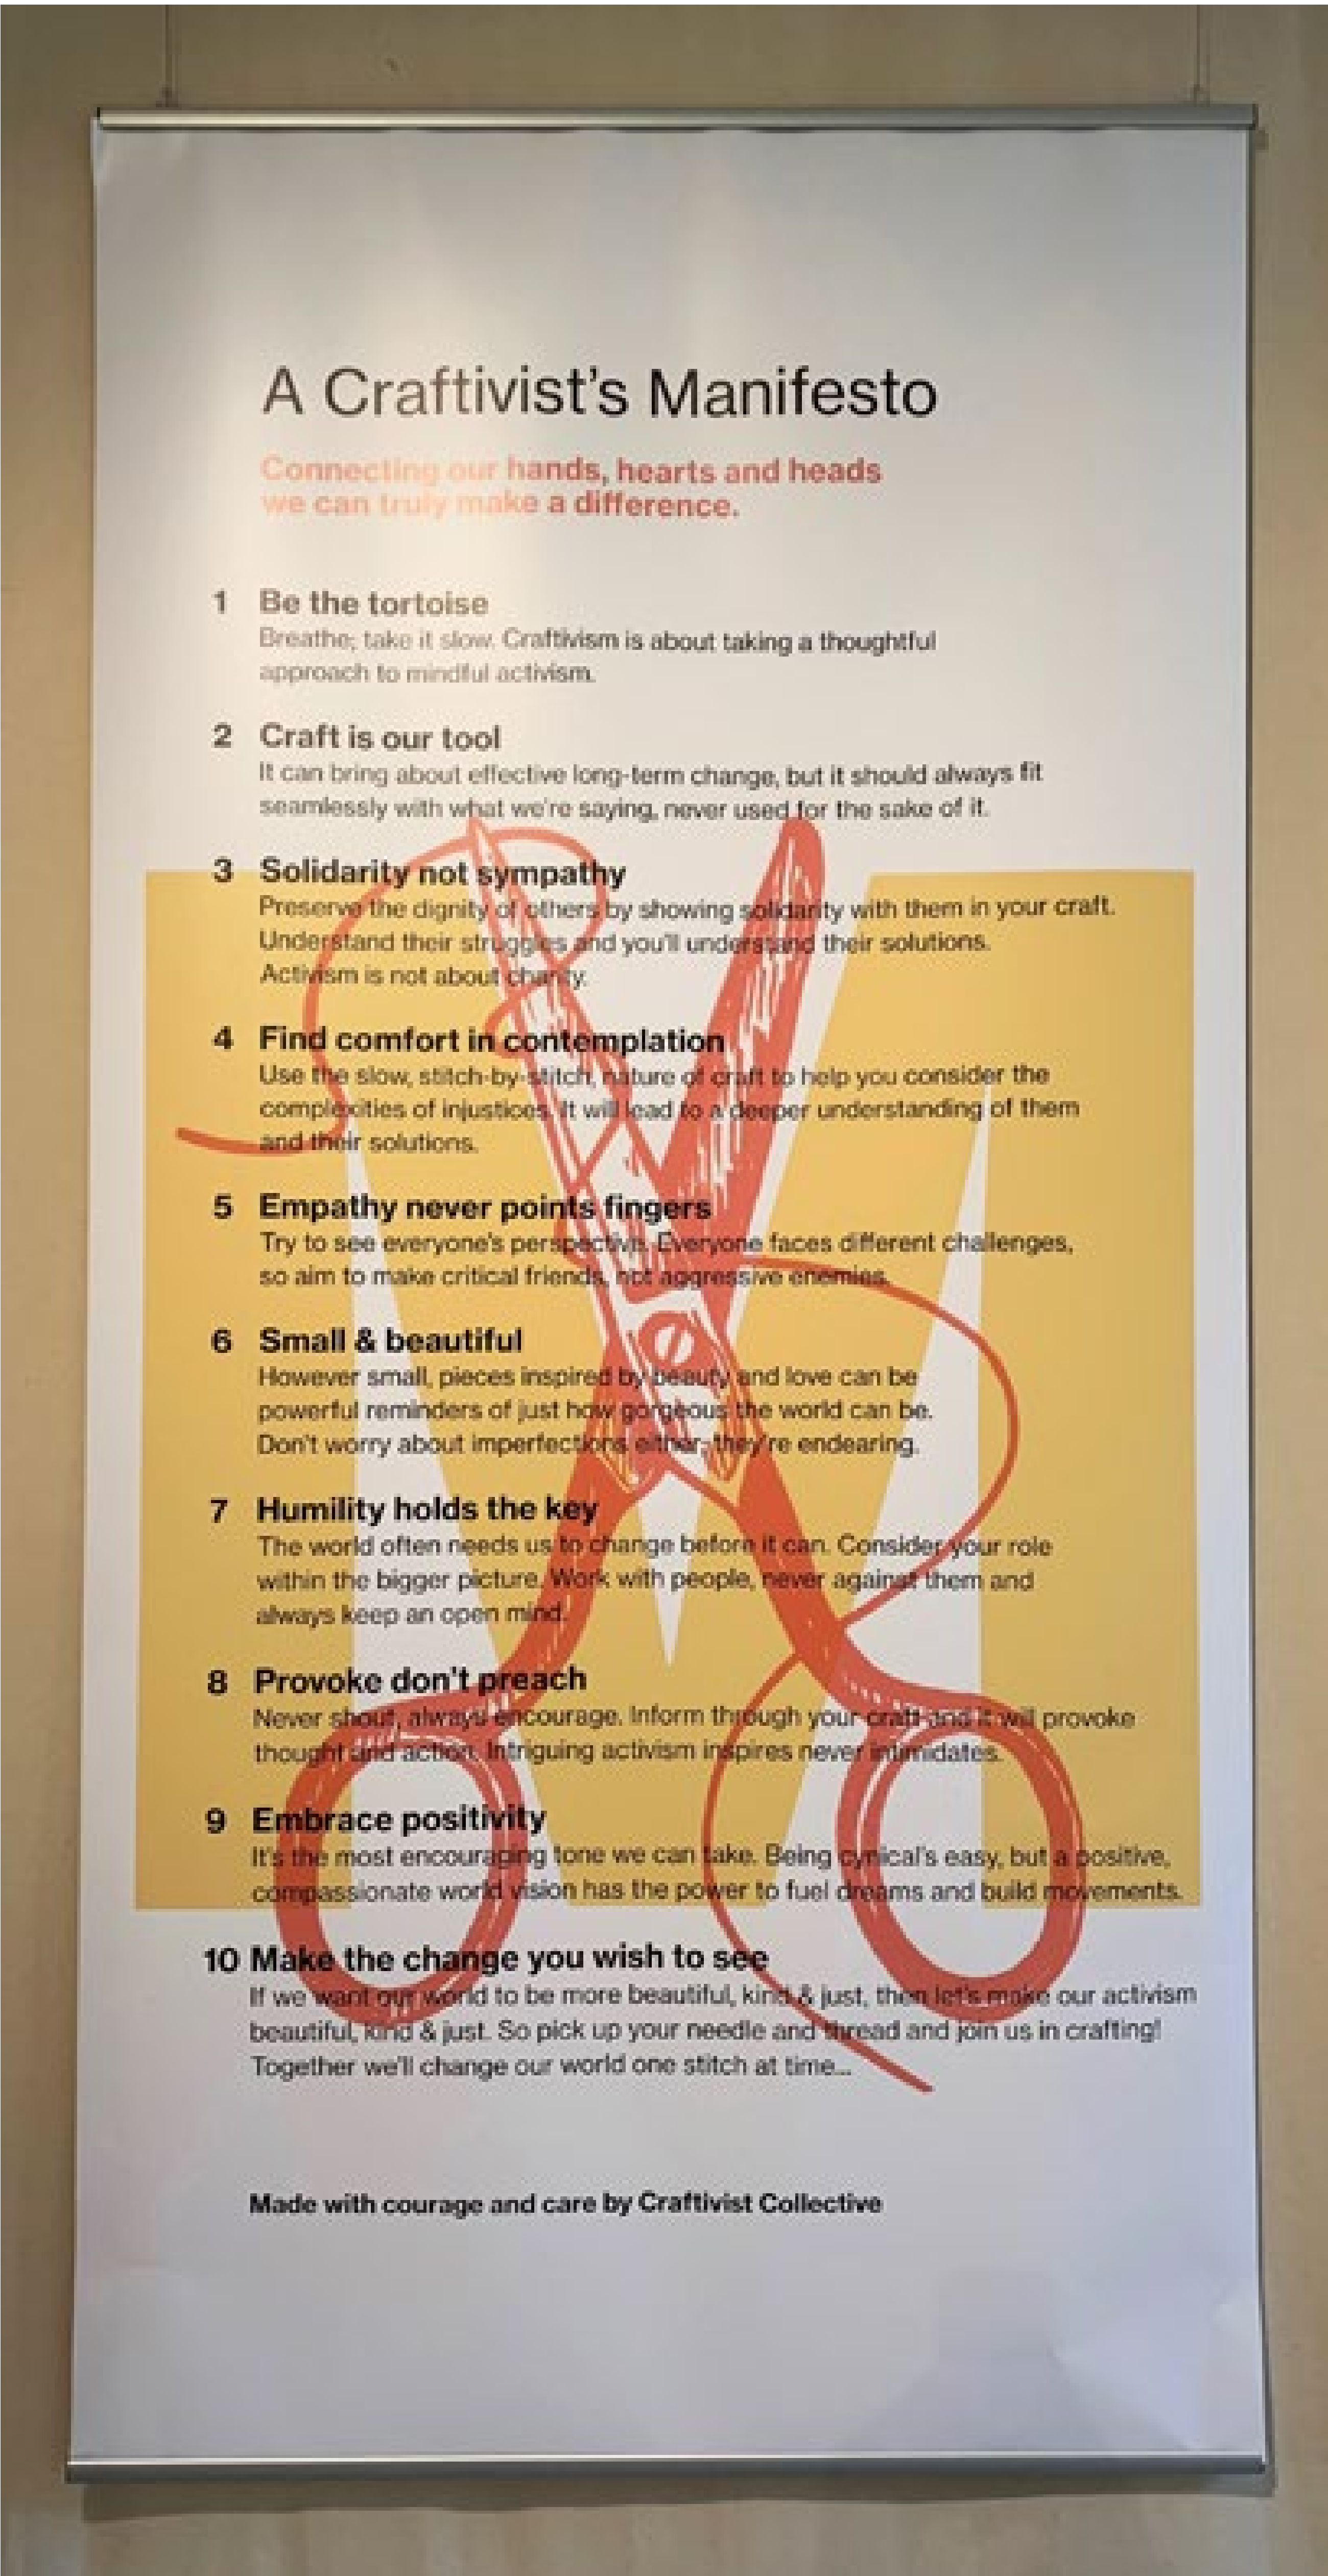 A Craftivist's Manifesto
Connecting our hands, hearts and heads
we can truly make a difference.
1 Be the tortoise
Breathe; take it slow. Craftivism is about taking a thoughtful
approach to mindful activism.
2 Craft is our tool
It can bring about effective long-term change, but it should always fit
seamlessly with what we're saying, never used for the sake of it.
3 Solidarity not sympathy
Preserve the dignity of others by showing solidarity with them in your craft.
Understand their struggles and you'll understand their solutions.
Activism is not about charity.
4 Find comfort in contemplation
Use the slow, stitch-by-stitch, nature of craft to help you consider the
complexities of injustices. It will lead to a deeper understanding of them
and their solutions.
5 Empathy never points fingers
Try to see everyone's perspective. Everyone faces different challenges,
so aim to make critical friends, not aggressive enemies.
6 Small & beautiful
However small, pieces inspired by beauty and love can be
powerful reminders of just how gorgeous the world can be.
Don't worry about imperfections either, they're endearing.
7 Humility holds the key
The world often needs us to change before it can. Consider your role
within the bigger picture. Work with people, never against them and
always keep an open mind.
8 Provoke don't preach
Never shout, always encourage. Inform through your craft and it will provoke
thought and action. Intriguing activism inspires never intimidates.
9 Embrace positivity
It's the most encouraging tone we can take. Being cynical's easy, but a positive,
compassionate world vision has the power to fuel dreams and build movements.
10 Make the change you wish to see
If we want our world to be more beautiful, kind & just, then let's make our activism
beautiful, kind & just. So pick up your needle and thread and join us in crafting!
Together we'll change our world one stitch at time...
Made with courage and care by Craftivist Collective